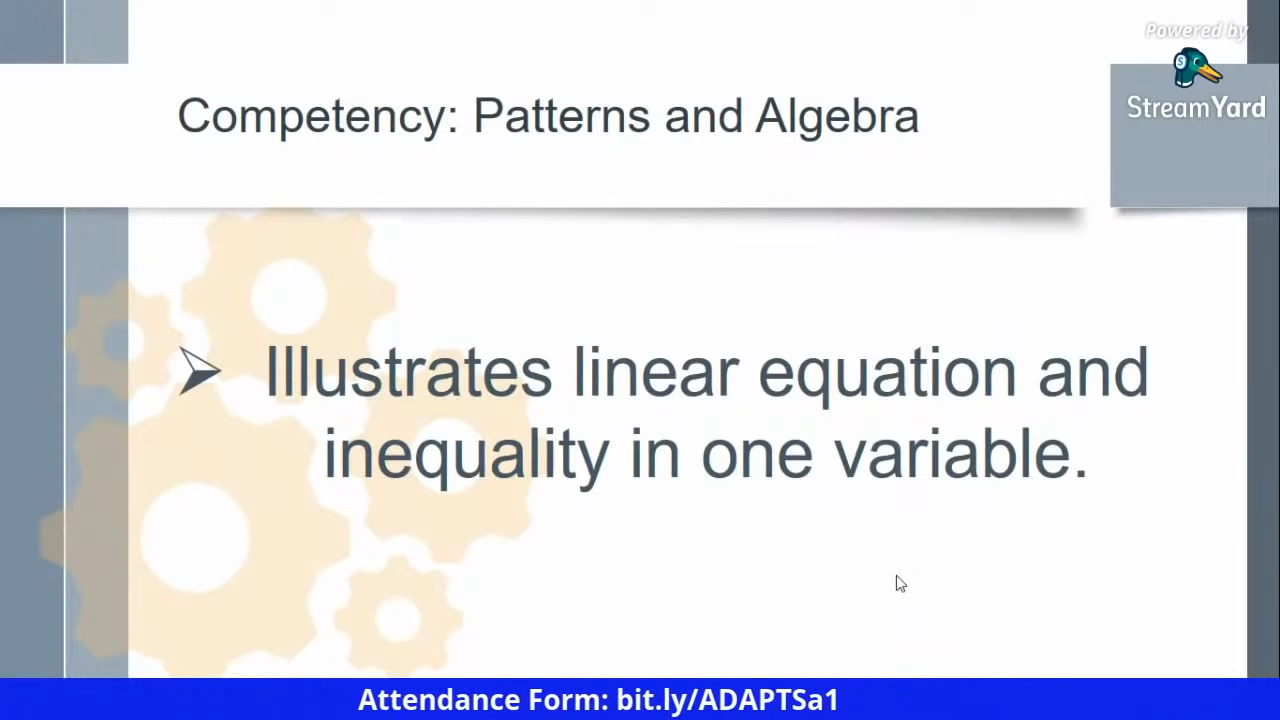 Powered by
StreamYard
Competency: Patterns and Algebra
Illustrates linear equation and
inequality in one variable.
Attendance Form: bit.ly/ADAPTSa1